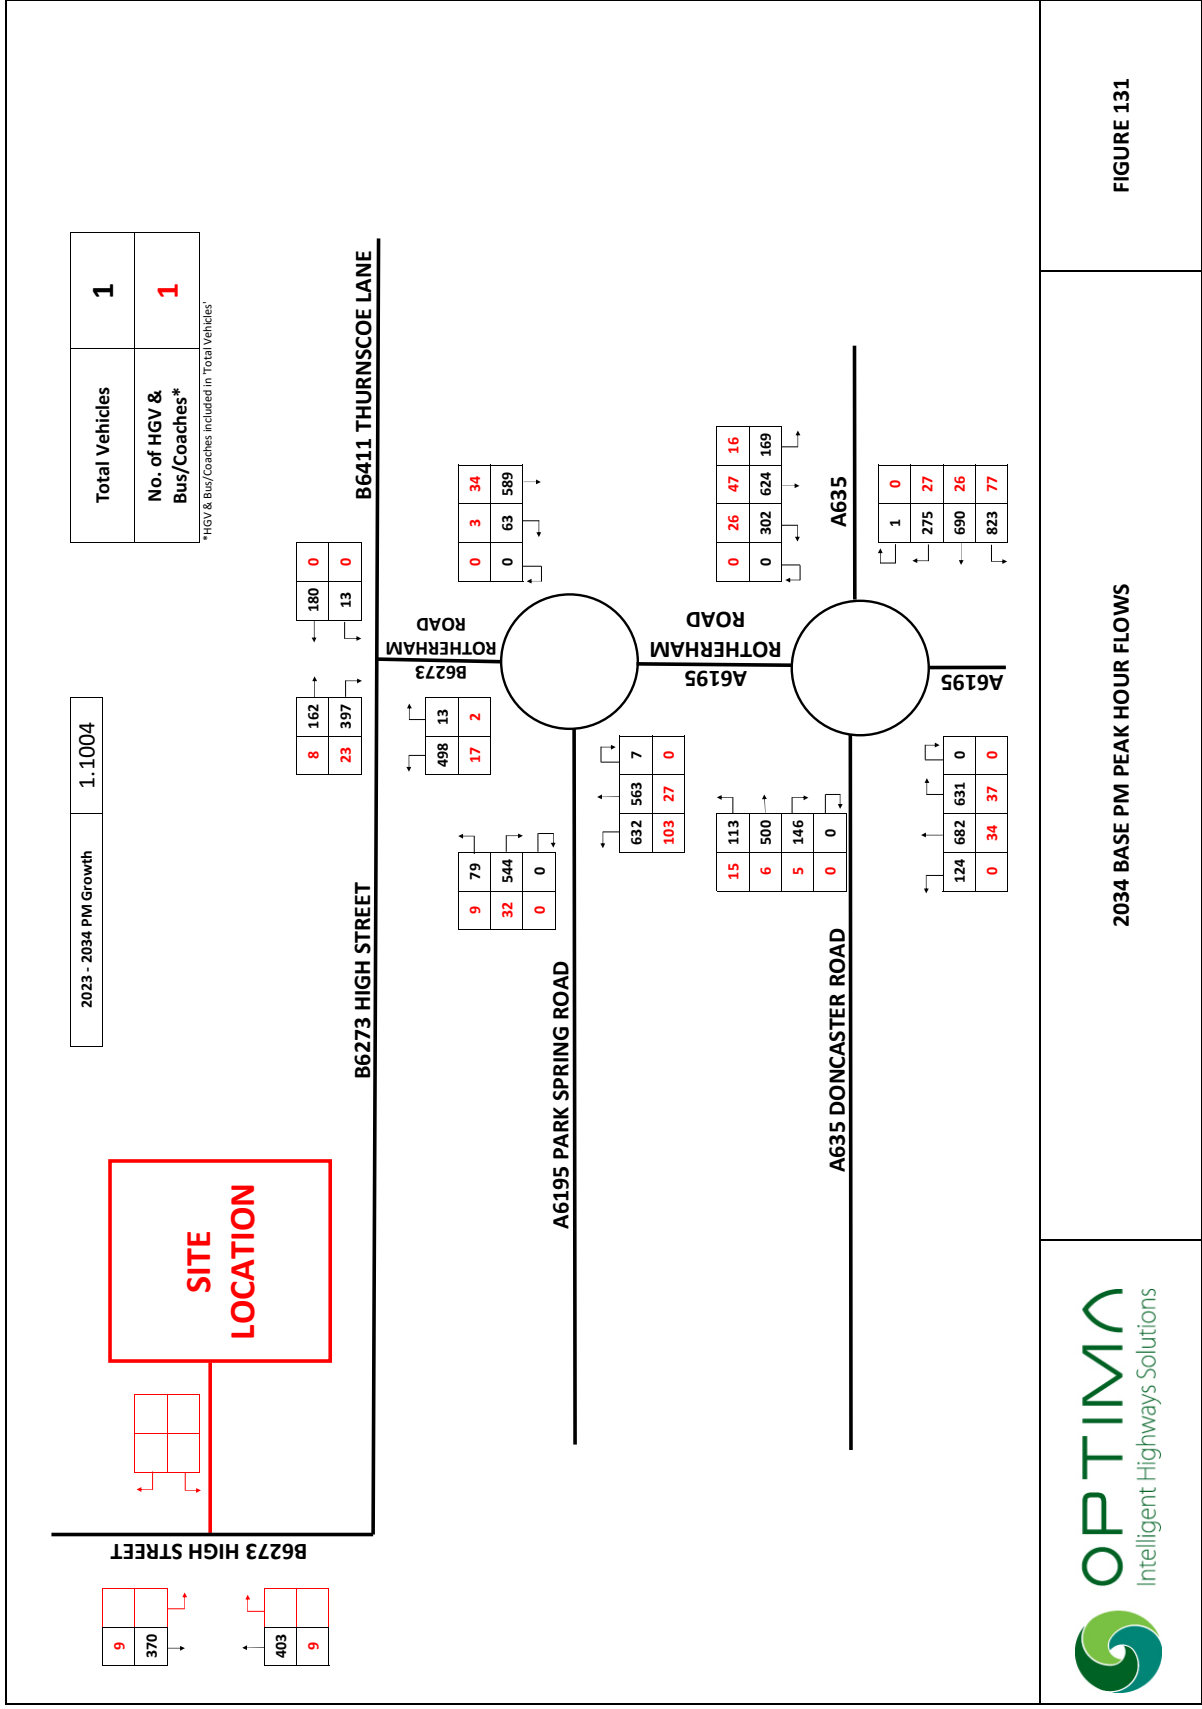 2023 - 2034 PM Growth 1.1004
Total Vehicles 1
No. of HGV & Bus/Coaches* 1
*HGV & Bus/Coaches included in 'Total Vehicles'
SITE
LOCATION
9
370
403
9
B6273 HIGH STREET
B6273 HIGH STREET
B6411 THURNSCOE LANE
8 162
23 397
180 0
13 0
B6273
ROTHERHAM
ROAD
498 13
17 2
0 3 34
0 63 589
9 79
32 544
0 0
A6195 PARK SPRING ROAD
632 563 7
103 27 0
A6195
ROTHERHAM
ROAD
0 26 47 16
0 302 624 169
15 113
6 500
5 146
0 0
A635 DONCASTER ROAD
A635
1 0
275 27
690 26
823 77
124 682 631 0
0 34 37 0
A6195
OPTIMA
Intelligent Highways Solutions
2034 BASE PM PEAK HOUR FLOWS
FIGURE 131